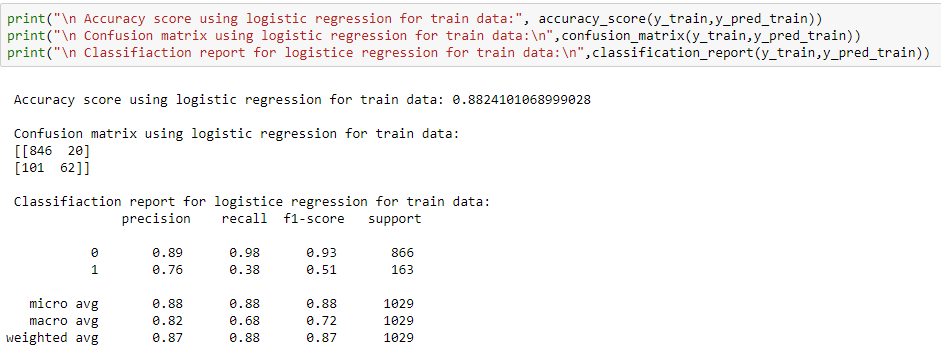 print("\n Accuracy score using logistic regression for train data:", accuracy_score(y_train,y_pred_train))
print("\n Confusion matrix using logistic regression for train data:\n",confusion_matrix(y_train,y_pred_train))
print("\n Classifiaction report for logistice regression for train data:\n",classification_report(y_train,y_pred_train))
Accuracy score using logistic regression for train data: 0.8824101068999028
Confusion matrix using logistic regression for train data:
[[846  20]
[101  62]]
Classifiaction report for logistice regression for train data:
precision    recall  f1-score   support
0       0.89      0.98      0.93       866
1       0.76      0.38      0.51       163
micro avg       0.88      0.88      0.88      1029
macro avg       0.82      0.68      0.72      1029
weighted avg       0.87      0.88      0.87      1029